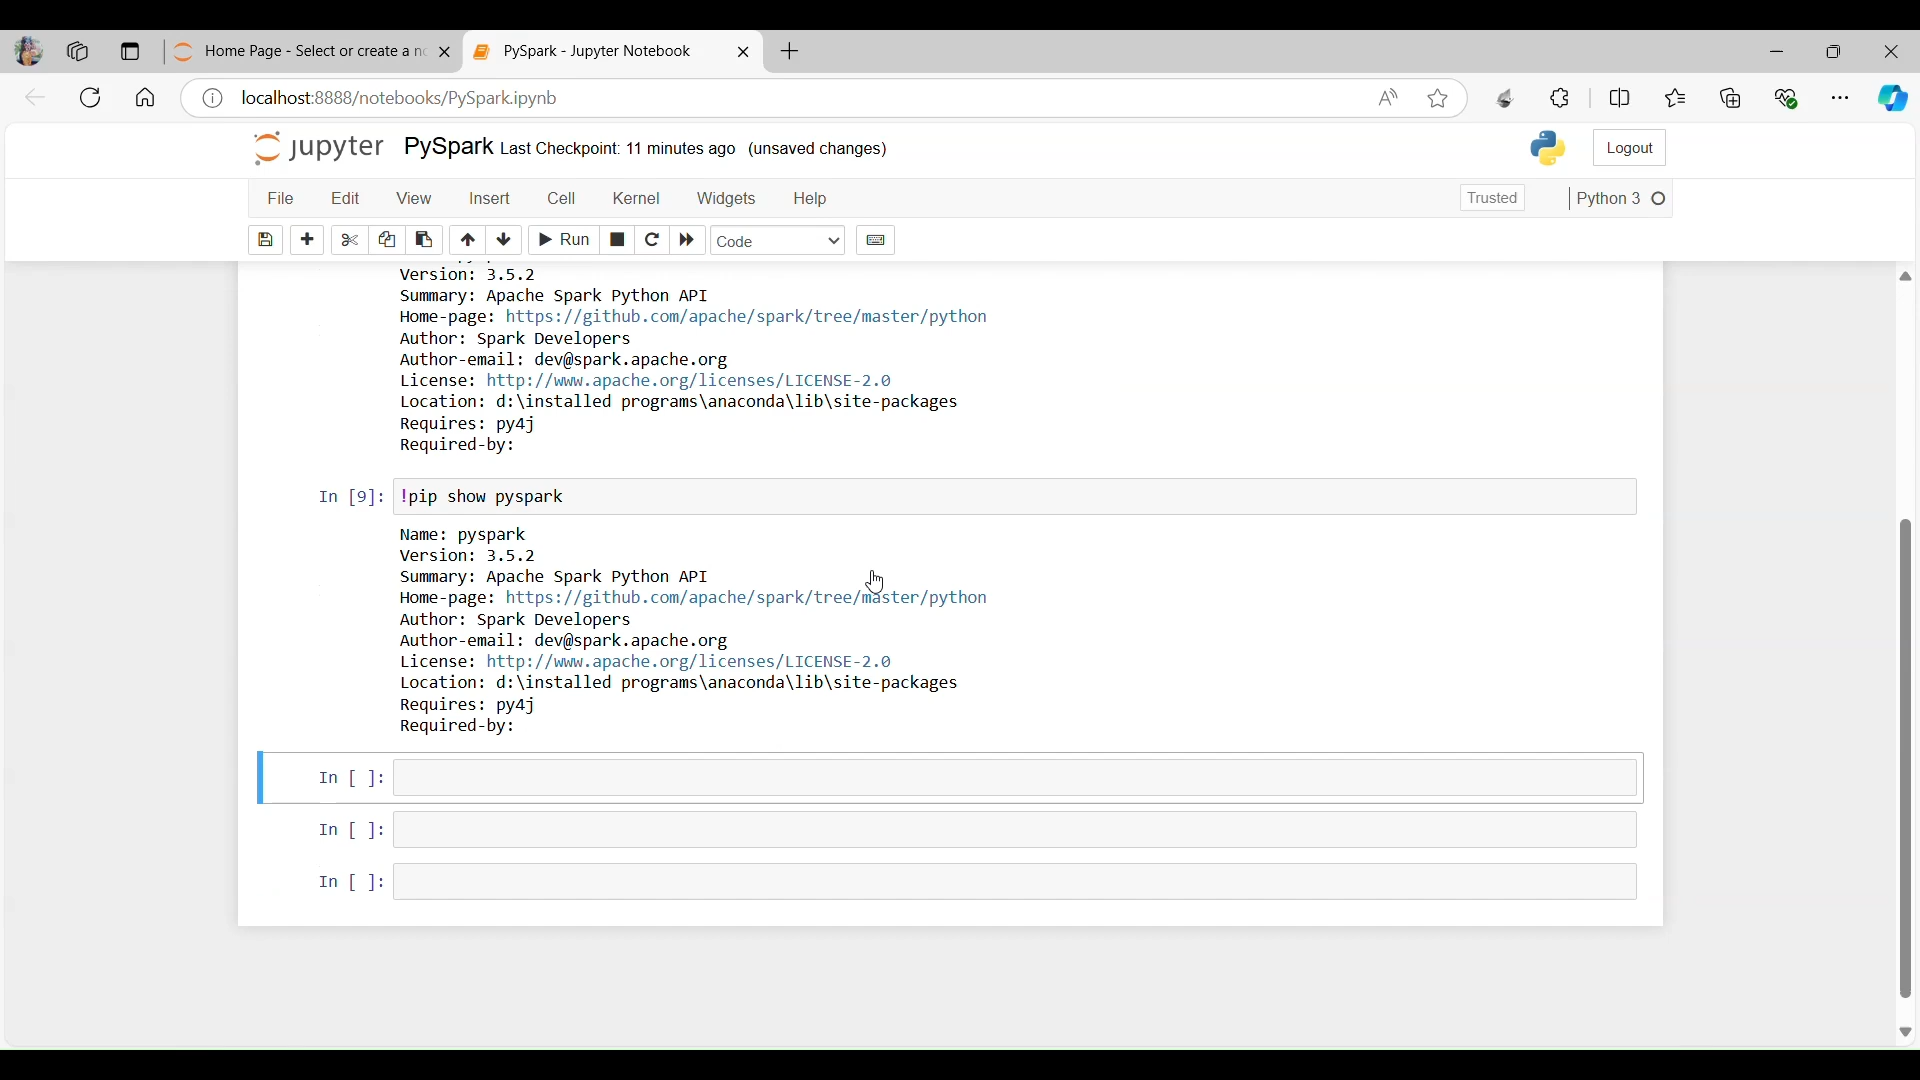 Home Page - Select or create a n
PySpark - Jupyter Notebook
localhost:8888/notebooks/PySpark.ipynb
jupyter PySpark Last Checkpoint: 11 minutes ago (unsaved changes)
Logout
File Edit View Insert Cell Kernel Widgets Help
Trusted
Python 3
Run
Code
Version: 3.5.2
Summary: Apache Spark Python API
Home-page: https://github.com/apache/spark/tree/master/python
Author: Spark Developers
Author-email: dev@spark.apache.org
License: http://www.apache.org/licenses/LICENSE-2.0
Location: d:\installed programs\anaconda\lib\site-packages
Requires: py4j
Required-by:
In [9]: !pip show pyspark
Name: pyspark
Version: 3.5.2
Summary: Apache Spark Python API
Home-page: https://github.com/apache/spark/tree/master/python
Author: Spark Developers
Author-email: dev@spark.apache.org
License: http://www.apache.org/licenses/LICENSE-2.0
Location: d:\installed programs\anaconda\lib\site-packages
Requires: py4j
Required-by:
In [ ]:
In [ ]:
In [ ]: